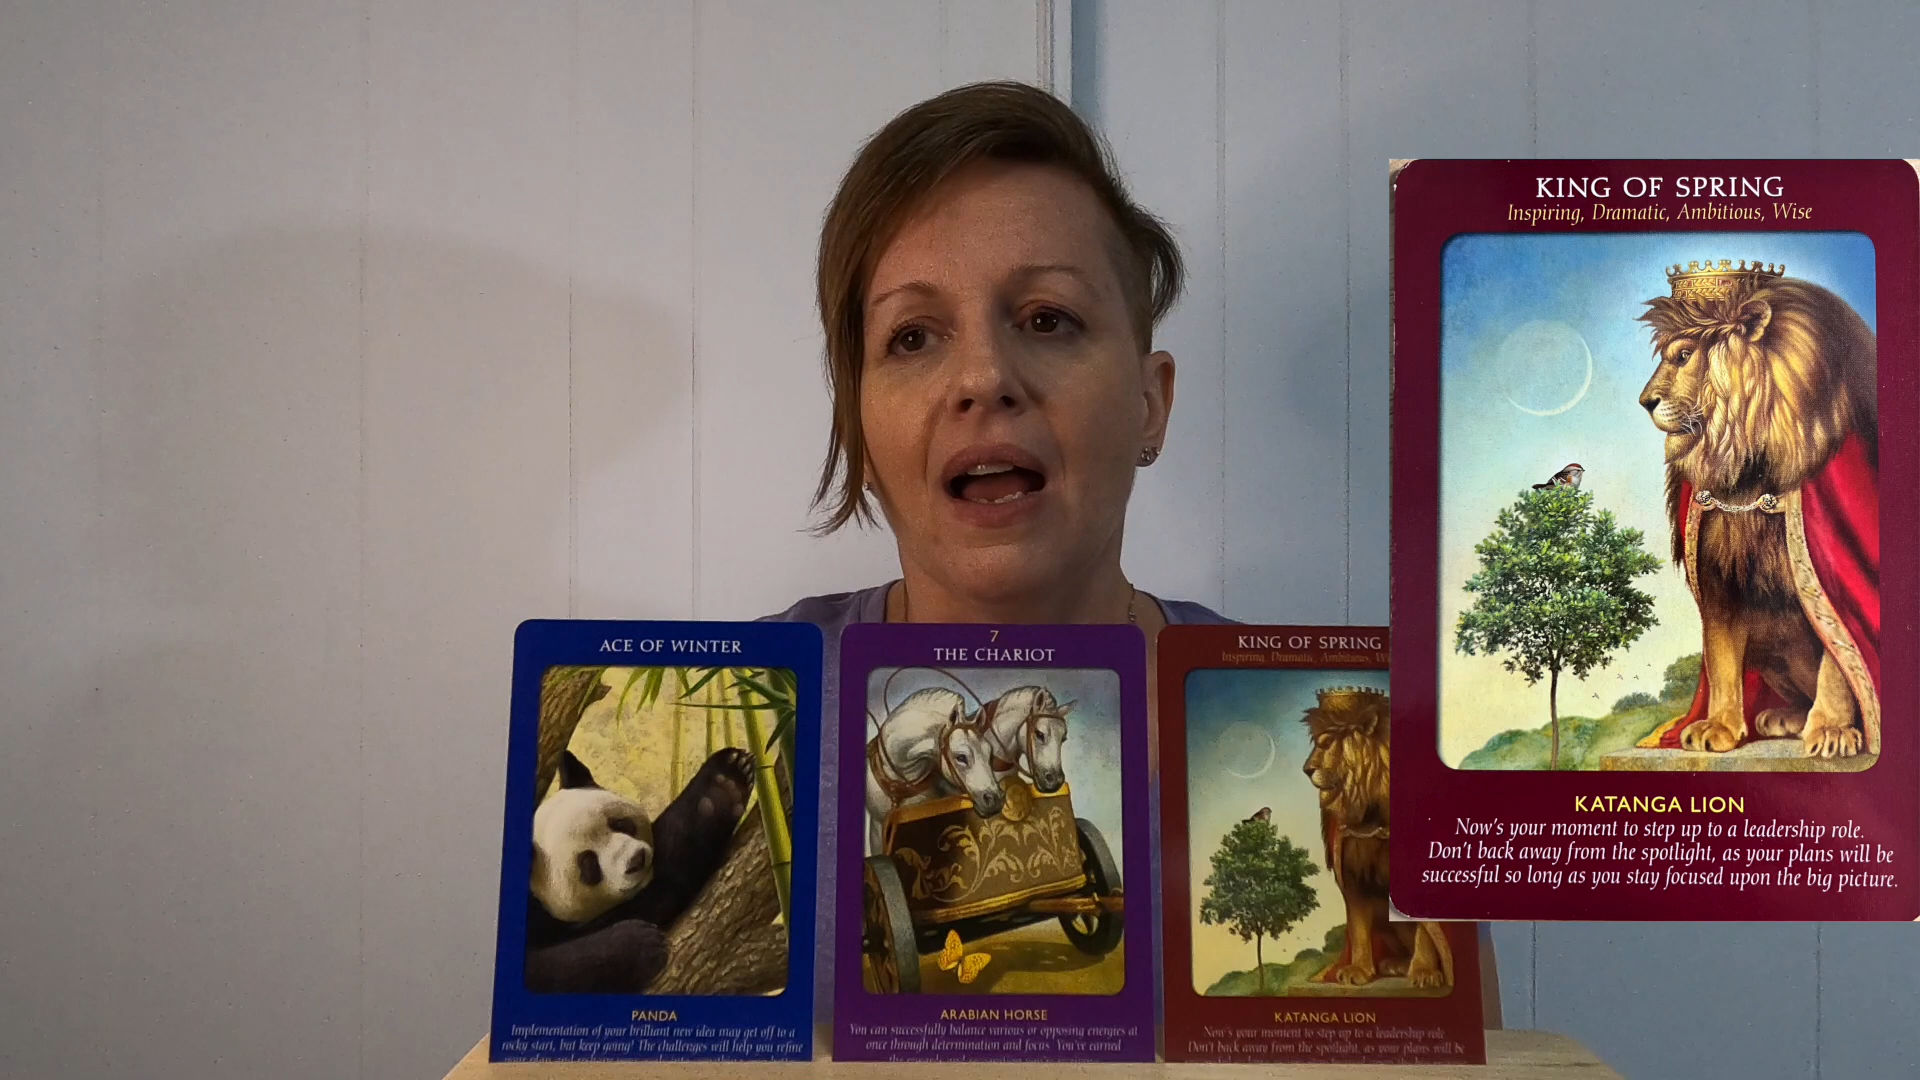 KING OF SPRING
Inspiring, Dramatic, Ambitious, Wise
KATANGA LION
Now's your moment to step up to a leadership role.
Don't back away from the spotlight, as your plans will be
successful so long as you stay focused upon the big picture.
ACE OF WINTER
PANDA
Implementation of your brilliant new idea may get off to a
rocky start, but keep going! The challenges will help you refine
7
THE CHARIOT
ARABIAN HORSE
You can successfully balance various or opposing energies at
once through determination and focus. You've earned
KING OF SPRING
Inspiring, Dramatic, Ambitious,
KATANGA LION
Now's your moment to step up to a leadership role
Don't back away from the spotlight, as your plans will be